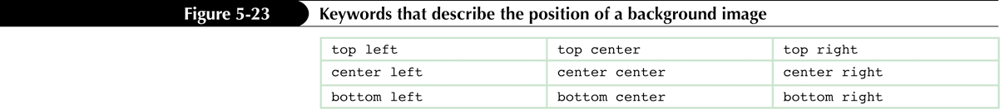 Figure 5-23 Keywords that describe the position of a background image
top left top center top right
center left center center center right
bottom left bottom center bottom right